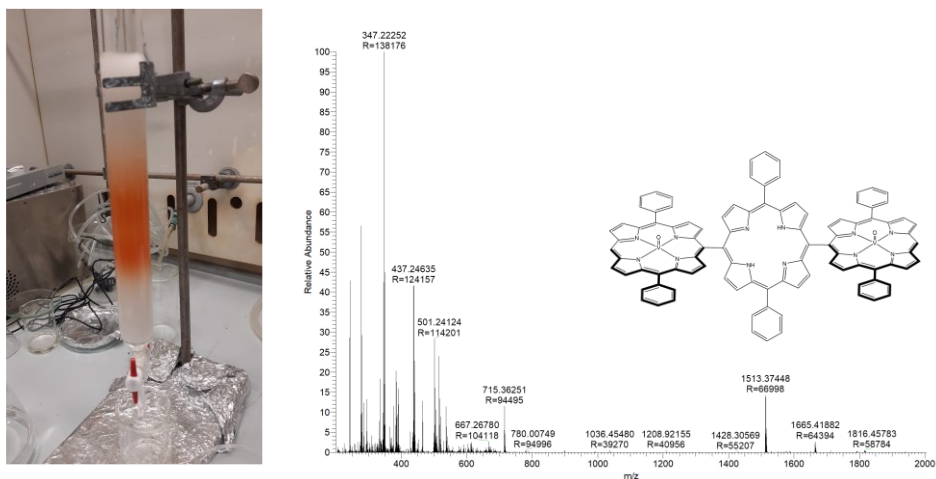 347.22252
R=138176
100
95
90
85
80
75
70
65
60
55
50
45
40
35
30
25
20
15
10
5
0
Relative Abundance
437.24635
R=124157
501.24124
R=114201
715.36251
R=94495
667.26780
R=104118
780.00749
R=94996
1036.45480
R=39270
1208.92155
R=40956
1428.30569
R=55207
1513.37448
R=66998
1665.41882
R=64394
1816.45783
R=58784
400
600
800
1000
1200
1400
1600
1800
2000
m/z
O
N
N
N
N
V
N
HN
NH
N
O
N
N
N
N
V